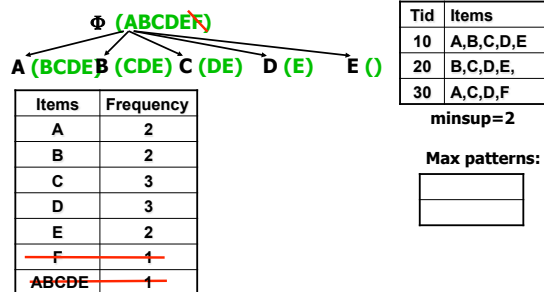 Φ (ABCDEF)
A (BCDE) B (CDE) C (DE) D (E) E ()
Items Frequency
A 2
B 2
C 3
D 3
E 2
F 1
ABCDE 1
Tid Items
10 A,B,C,D,E
20 B,C,D,E,
30 A,C,D,F
minsup=2
Max patterns: